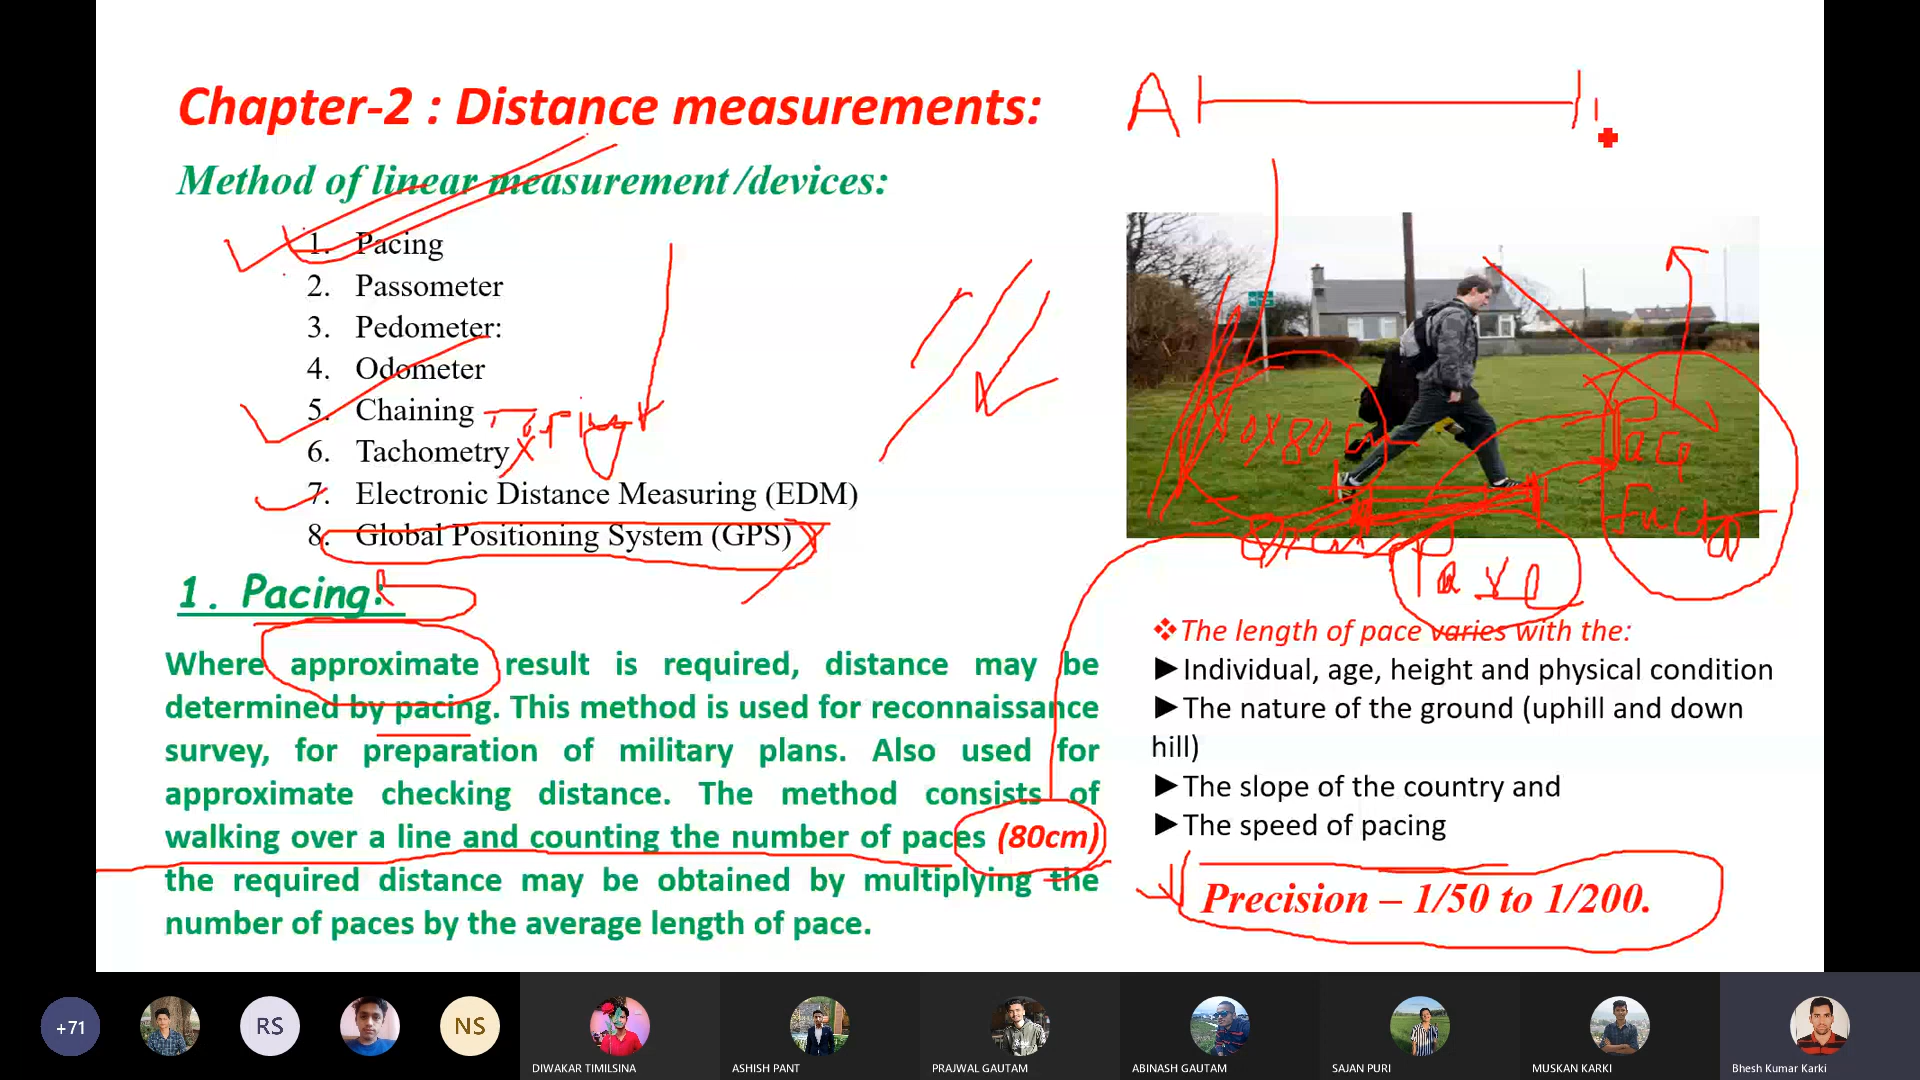 Chapter-2 : Distance measurements:
A
Method of linear measurement /devices:
1. Pacing
2. Passometer
3. Pedometer:
4. Odometer
5. Chaining Taping
6. Tachometry
7. Electronic Distance Measuring (EDM)
8. Global Positioning System (GPS)
1. Pacing:
Where approximate result is required, distance may be
determined by pacing. This method is used for reconnaissance
survey, for preparation of military plans. Also used for
approximate checking distance. The method consists of
walking over a line and counting the number of paces (80cm)
the required distance may be obtained by multiplying the
number of paces by the average length of pace.
Pace
❖The length of pace varies with the:
►Individual, age, height and physical condition
►The nature of the ground (uphill and down
hill)
►The slope of the country and
►The speed of pacing
Precision – 1/50 to 1/200.
+71
RS
NS
DIWAKAR TIMILSINA
ASHISH PANT
PRAJWAL GAUTAM
ABINASH GAUTAM
SAJAN PURI
MUSKAN KARKI
Bhesh Kumar Karki